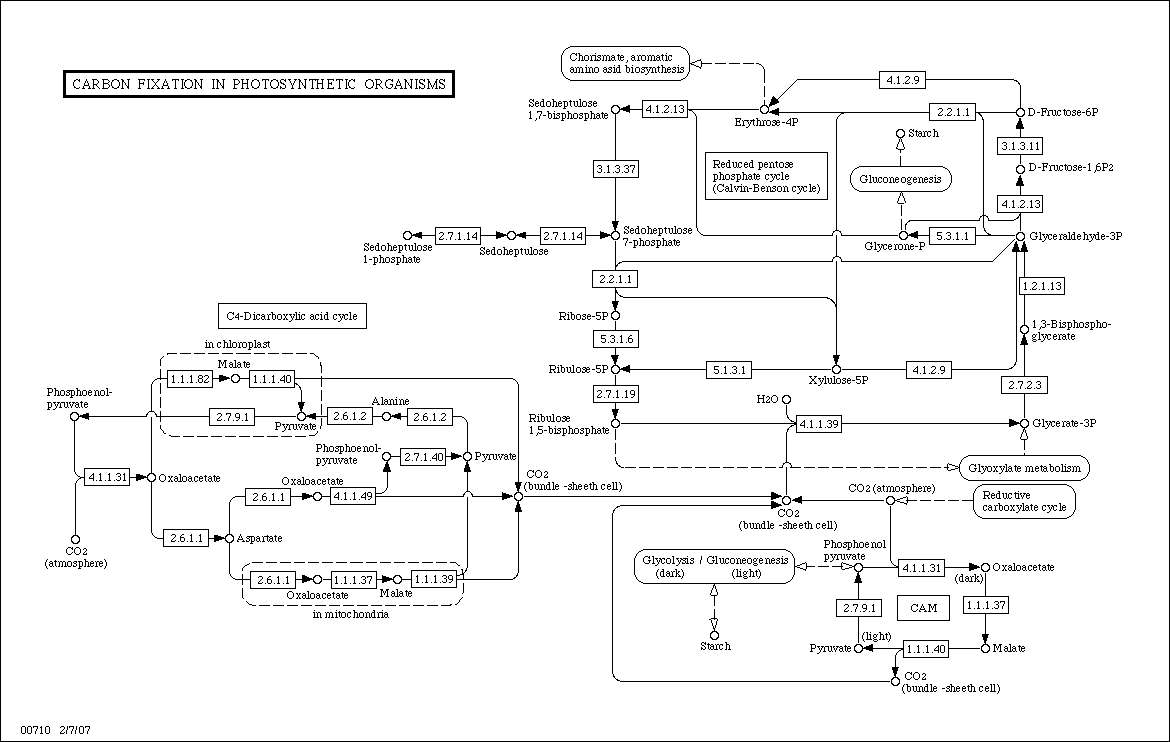 CARBON FIXATION IN PHOTOSYNTHETIC ORGANISMS
Chorismate, aromatic
amino asid biosynthesis
4.1.2.9
Sedoheptulose
1,7-bisphosphate
4.1.2.13
Erythrose-4P
2.2.1.1
D-Fructose-6P
Starch
3.1.3.11
3.1.3.37
Reduced pentose
phosphate cycle
(Calvin-Benson cycle)
Gluconeogenesis
D-Fructose-1,6P2
4.1.2.13
Sedoheptulose
1-phosphate
2.7.1.14
Sedoheptulose
2.7.1.14
Sedoheptulose
7-phosphate
Glycerone-P
5.3.1.1
Glyceraldehyde-3P
2.2.1.1
1.2.1.13
C4-Dicarboxylic acid cycle
Ribose-5P
1,3-Bisphospho-
glycerate
5.3.1.6
in chloroplast
Malate
1.1.1.82
1.1.1.40
Ribulose-5P
5.1.3.1
Xylulose-5P
4.1.2.9
2.7.2.3
2.7.1.19
Phosphoenol-
pyruvate
2.7.9.1
Pyruvate
2.6.1.2
Alanine
2.6.1.2
H2O
Ribulose
1,5-bisphosphate
4.1.1.39
Glycerate-3P
Phosphoenol-
pyruvate
2.7.1.40
Pyruvate
Glyoxylate metabolism
4.1.1.31
Oxaloacetate
Oxaloacetate
2.6.1.1
4.1.1.49
CO2
(bundle -sheeth cell)
CO2 (atmosphere)
Reductive
carboxylate cycle
CO2
(bundle -sheeth cell)
2.6.1.1
Aspartate
CO2
(atmosphere)
Phosphoenol
pyruvate
Glycolysis / Gluconeogenesis
(dark)
(light)
4.1.1.31
Oxaloacetate
(dark)
2.6.1.1
Oxaloacetate
1.1.1.37
Malate
1.1.1.39
in mitochondria
2.7.9.1
CAM
1.1.1.37
Starch
Pyruvate
(light)
1.1.1.40
Malate
CO2
(bundle -sheeth cell)
00710 2/7/07